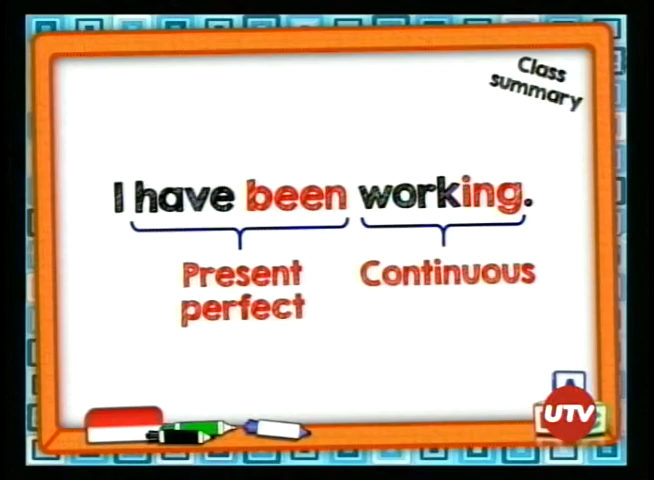 Class
summary
I have been working.
Present
perfect
Continuous
A
UTV